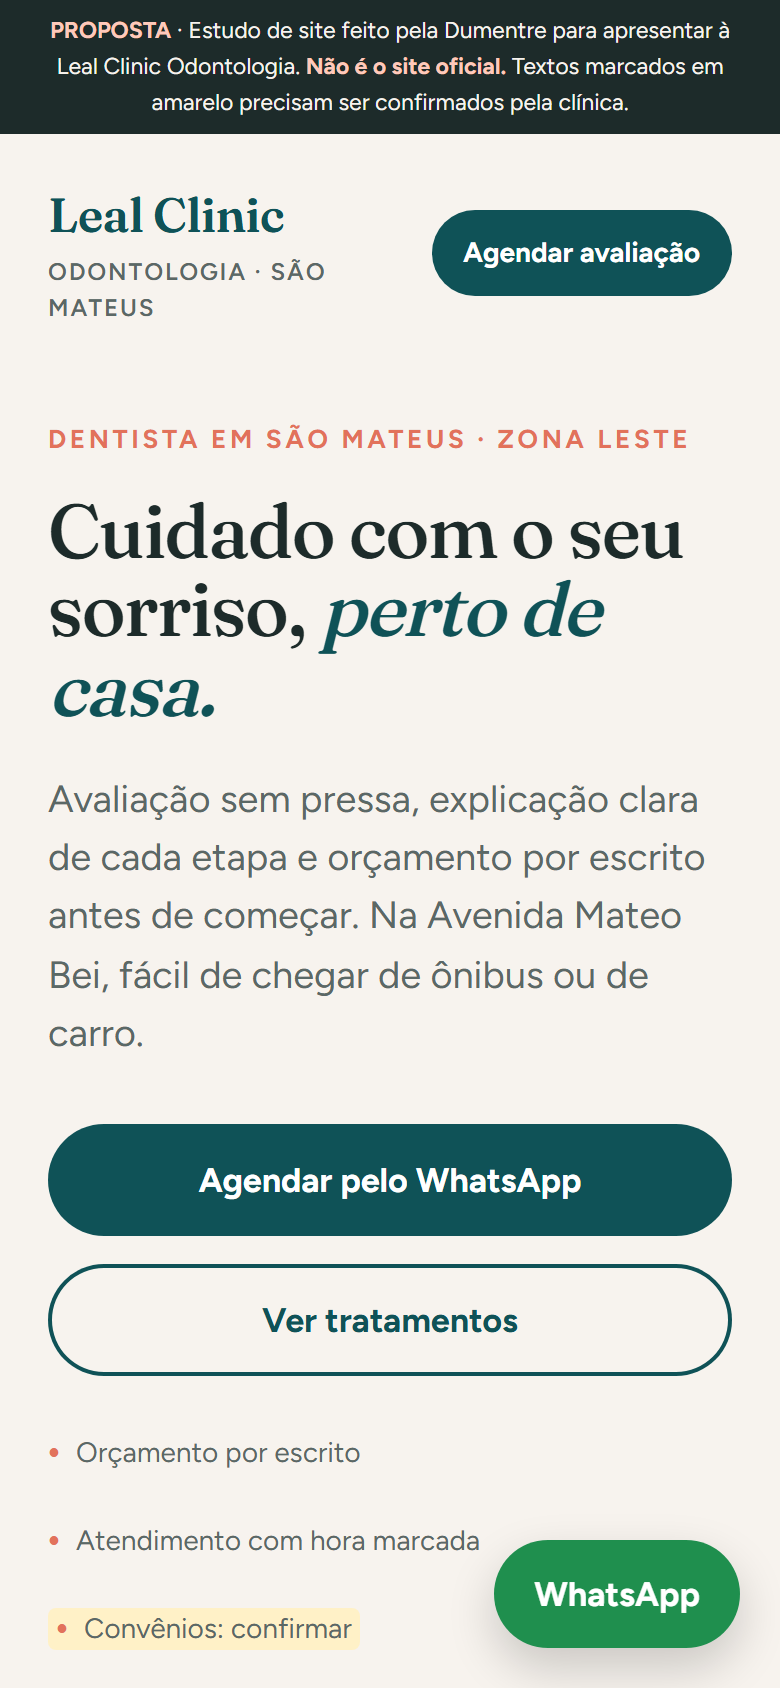 PROPOSTA · Estudo de site feito pela Dumentre para apresentar à
Leal Clinic Odontologia. Não é o site oficial. Textos marcados em
amarelo precisam ser confirmados pela clínica.
Leal Clinic
ODONTOLOGIA · SÃO
MATEUS
Agendar avaliação
DENTISTA EM SÃO MATEUS · ZONA LESTE
Cuidado com o seu
sorriso, perto de
casa.
Avaliação sem pressa, explicação clara
de cada etapa e orçamento por escrito
antes de começar. Na Avenida Mateo
Bei, fácil de chegar de ônibus ou de
carro.
Agendar pelo WhatsApp
Ver tratamentos
• Orçamento por escrito
• Atendimento com hora marcada
• Convênios: confirmar
WhatsApp